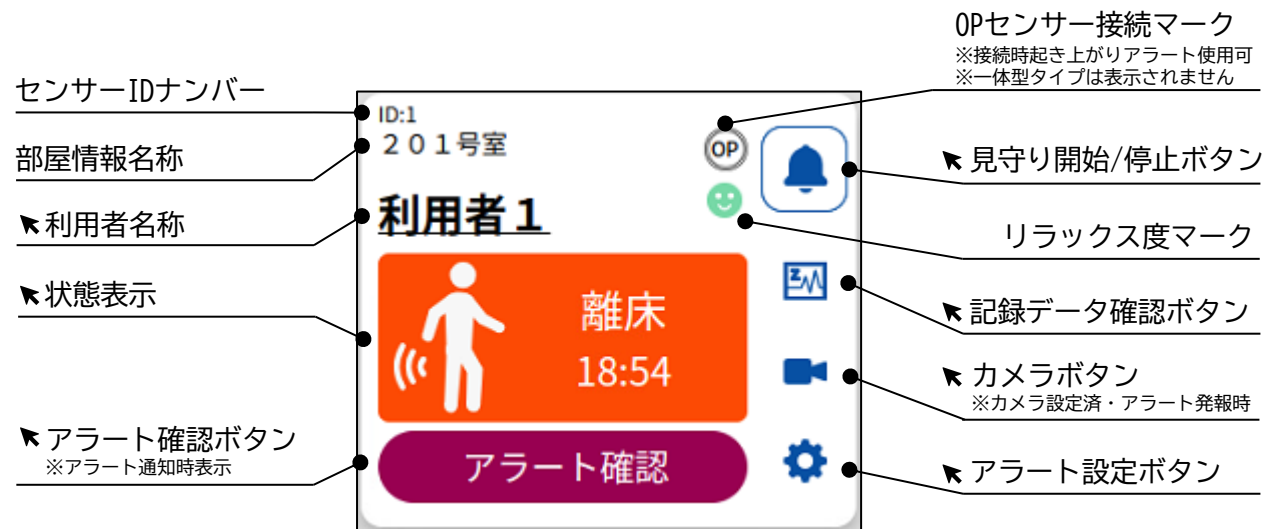 OPセンサー接続マーク
※接続時起き上がりアラート使用可
※一体型タイプは表示されません
センサーIDナンバー
部屋情報名称
利用者名称
状態表示
アラート確認ボタン
※アラート通知時表示
ID:1
２０１号室
OP
利用者１
離床
18:54
アラート確認
z
見守り開始/停止ボタン
リラックス度マーク
記録データ確認ボタン
カメラボタン
※カメラ設定済・アラート発報時
アラート設定ボタン